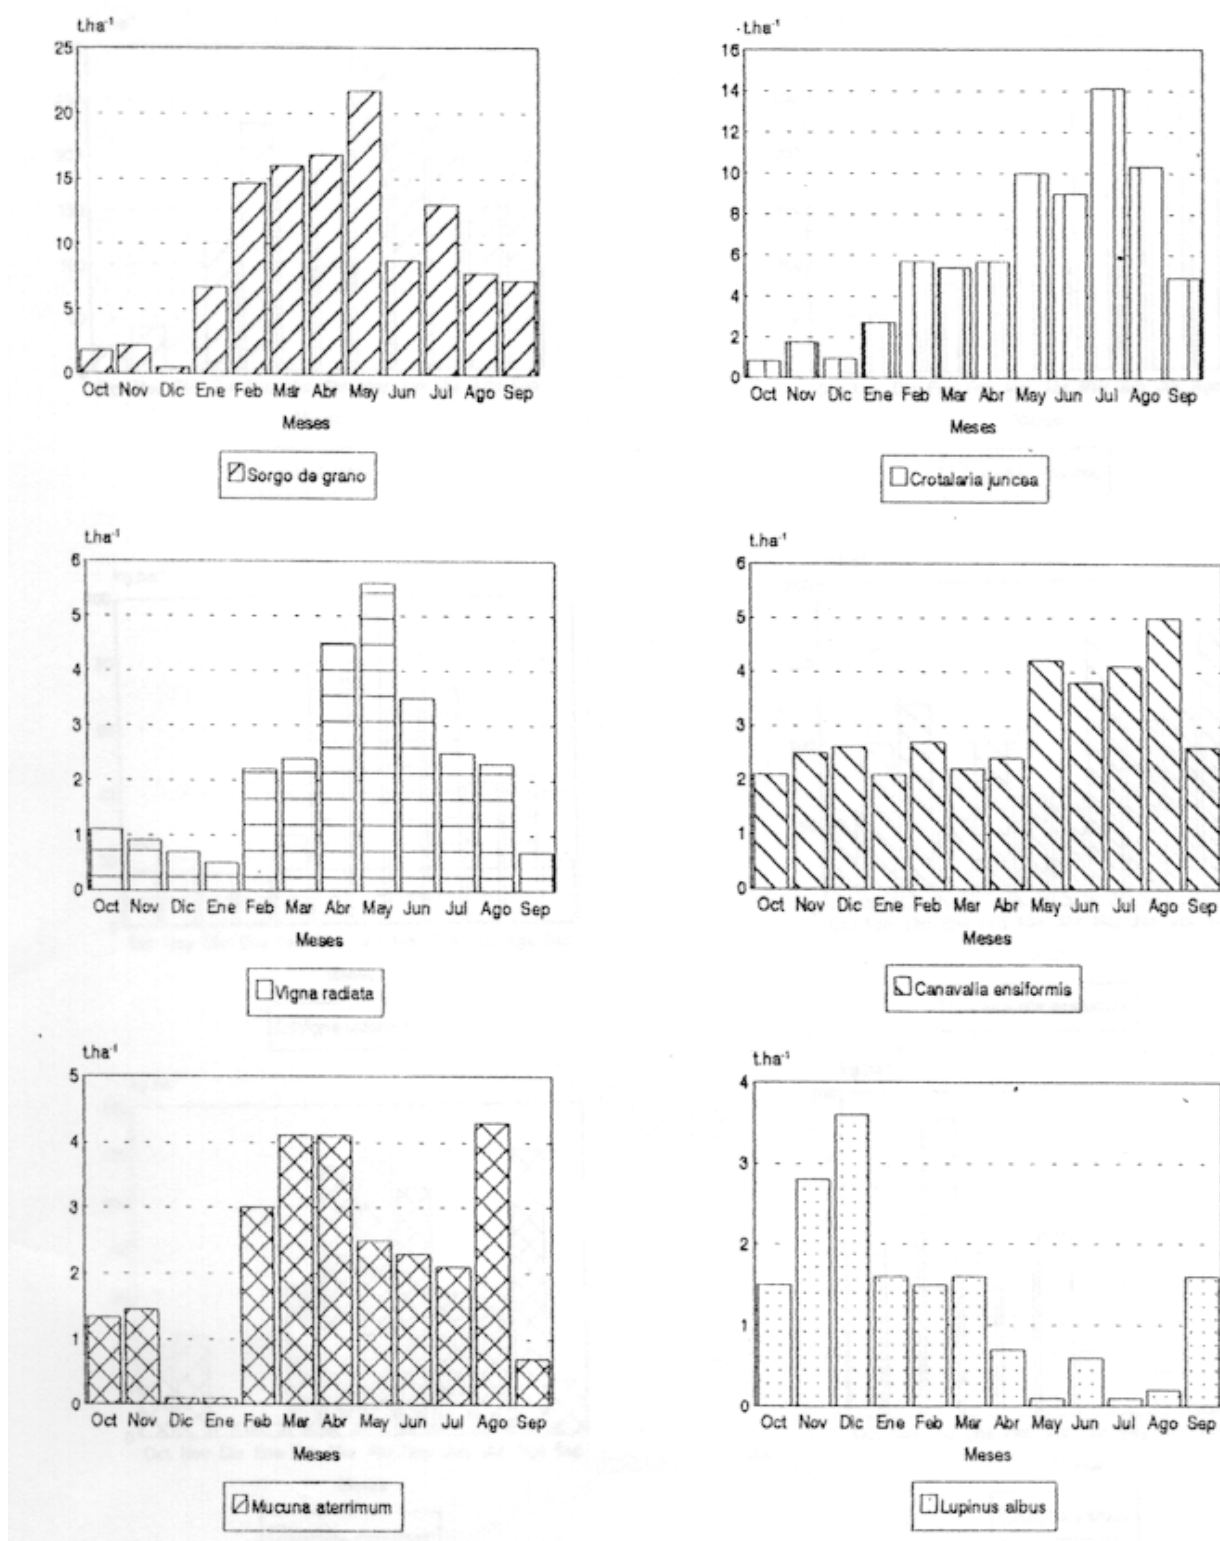 t.ha⁻¹
25
20
15
10
5
0
Oct Nov Dic Ene Feb Mar Abr May Jun Jul Ago Sep
Meses
Sorgo de grano
t.ha⁻¹
16
14
12
10
8
6
4
2
0
Oct Nov Dic Ene Feb Mar Abr May Jun Jul Ago Sep
Meses
Crotalaria juncea
t.ha⁻¹
6
5
4
3
2
1
0
Oct Nov Dic Ene Feb Mar Abr May Jun Jul Ago Sep
Meses
Vigna radiata
t.ha⁻¹
6
5
4
3
2
1
0
Oct Nov Dic Ene Feb Mar Abr May Jun Jul Ago Sep
Meses
Canavalia ensiformis
t.ha⁻¹
5
4
3
2
1
0
Oct Nov Dic Ene Feb Mar Abr May Jun Jul Ago Sep
Meses
Mucuna aterrimum
t.ha⁻¹
4
3
2
1
0
Oct Nov Dic Ene Feb Mar Abr May Jun Jul Ago Sep
Meses
Lupinus albus